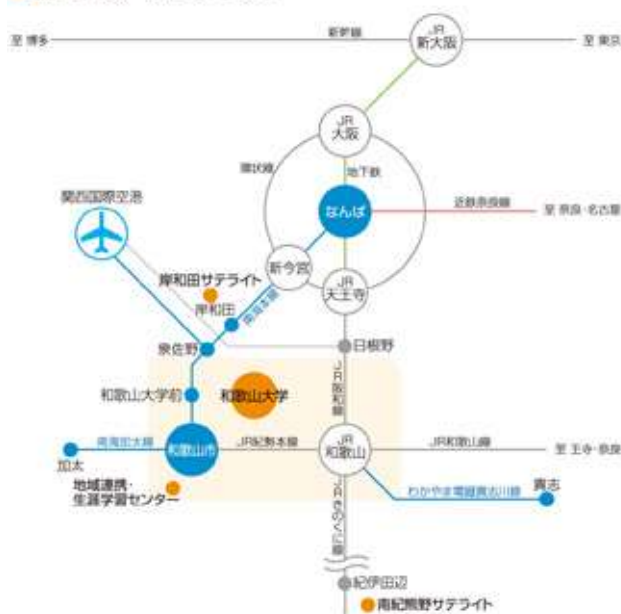 新幹線
至 博多
JR
新大阪
至 東京
JR
大阪
環状線
地下鉄
関西国際空港
なんば
近鉄奈良線
至 奈良・名古屋
新今宮
岸和田サテライト
JR
天王寺
岸和田
南海本線
泉佐野
日根野
JR阪和線
和歌山大学前
和歌山大学
南海加太線
和歌山市
JR紀勢本線
JR
和歌山
JR和歌山線
至 王寺・奈良
加太
地域連携・
生涯学習センター
わかやま電鐵貴志川線
貴志
JRきのくに線
紀伊田辺
南紀熊野サテライト